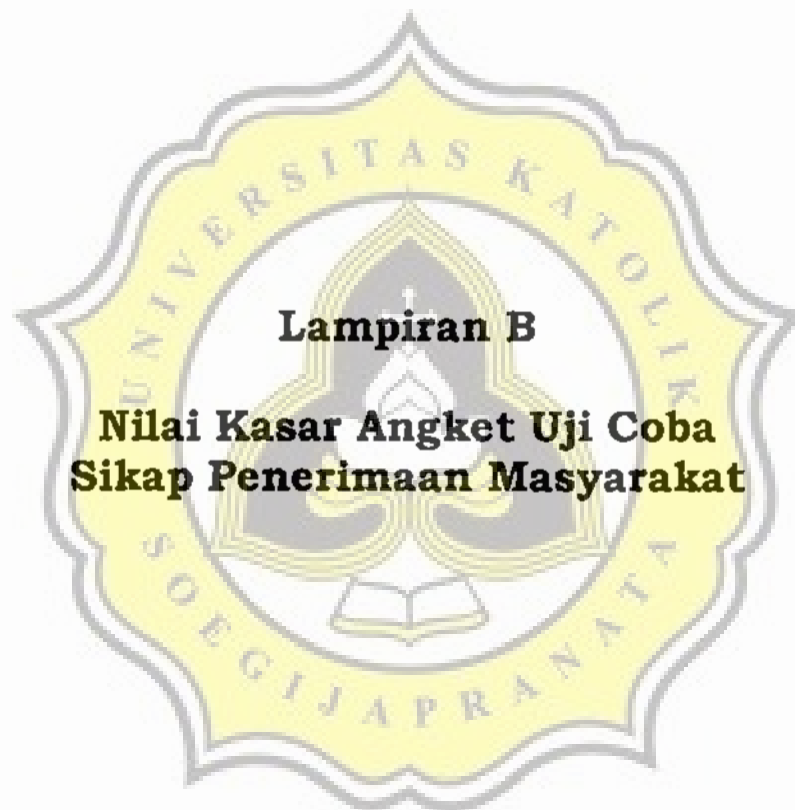 UNIVERSITAS KATOLIK
Lampiran B
Nilai Kasar Angket Uji Coba
Sikap Penerimaan Masyarakat
SOEGIJAPRANATA